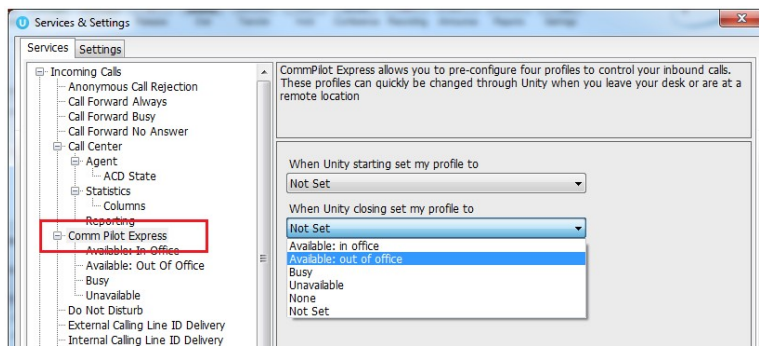 Services & Settings
Services Settings
Incoming Calls
Anonymous Call Rejection
Call Forward Always
Call Forward Busy
Call Forward No Answer
Call Center
Agent
ACD State
Statistics
Columns
Reporting
Comm Pilot Express
Available: In Office
Available: Out Of Office
Busy
Unavailable
Do Not Disturb
External Calling Line ID Delivery
Internal Calling Line ID Delivery
CommPilot Express allows you to pre-configure four profiles to control your inbound calls.
These profiles can quickly be changed through Unity when you leave your desk or are at a
remote location
When Unity starting set my profile to
Not Set
When Unity closing set my profile to
Not Set
Available: in office
Available: out of office
Busy
Unavailable
None
Not Set